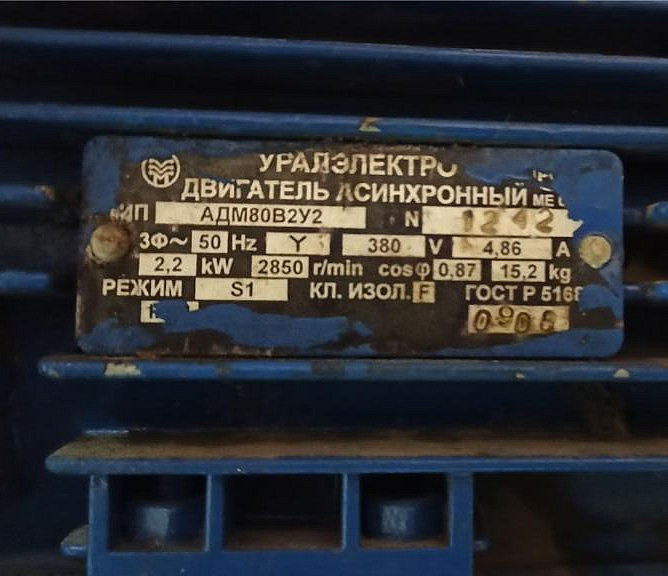 УРАЛЭЛЕКТРО
ДВИГАТЕЛЬ АСИНХРОННЫЙ
ТИП АДМ80В2У2 N 1242
3Ф~ 50 Hz Y 380 V 4,86 A
2,2 kW 2850 r/min cosφ 0,87 15,2 kg
РЕЖИМ S1 КЛ. ИЗОЛ. F ГОСТ Р